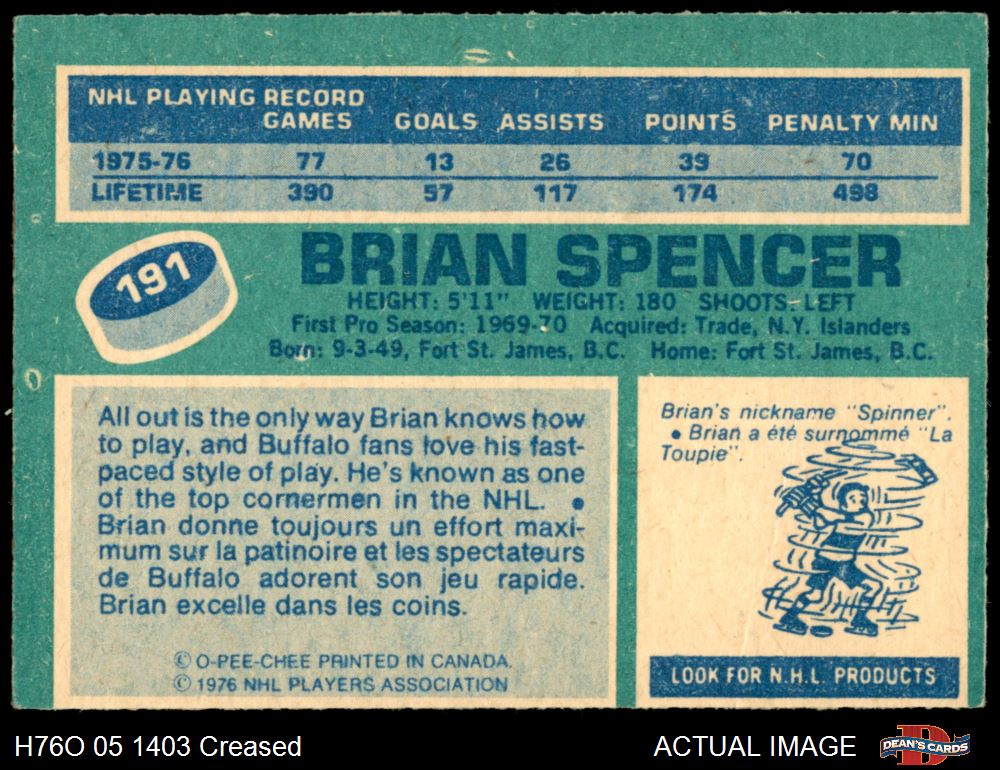 NHL PLAYING RECORD
GAMES GOALS ASSISTS POINTS PENALTY MIN
1975-76 77 13 26 39 70
LIFETIME 390 57 117 174 498
191
BRIAN SPENCER
HEIGHT: 5'11" WEIGHT: 180 SHOOTS: LEFT
First Pro Season: 1969-70 Acquired: Trade, N.Y. Islanders
Born: 9-3-49, Fort St. James, B.C. Home: Fort St. James, B.C.
All out is the only way Brian knows how
to play, and Buffalo fans love his fast-
paced style of play. He's known as one
of the top cornermen in the NHL. •
Brian donne toujours un effort maxi-
mum sur la patinoire et les spectateurs
de Buffalo adorent son jeu rapide.
Brian excelle dans les coins.
© O-PEE-CHEE PRINTED IN CANADA.
© 1976 NHL PLAYERS ASSOCIATION
Brian's nickname "Spinner".
• Brian a été surnommé "La
Toupie".
LOOK FOR N.H.L PRODUCTS
H76O 05 1403 Creased
ACTUAL IMAGE
DEAN'S CARDS